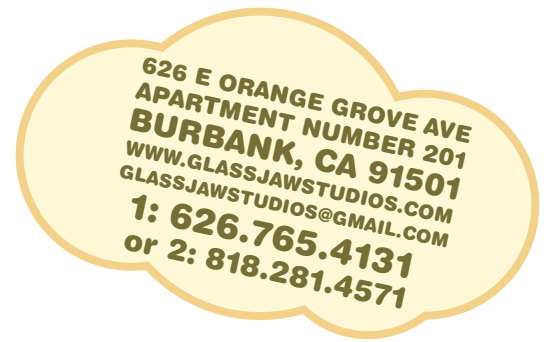 626 E ORANGE GROVE AVE
APARTMENT NUMBER 201
BURBANK, CA 91501
WWW.GLASSJAWSTUDIOS.COM
GLASSJAWSTUDIOS@GMAIL.COM
1: 626.765.4131
or 2: 818.281.4571